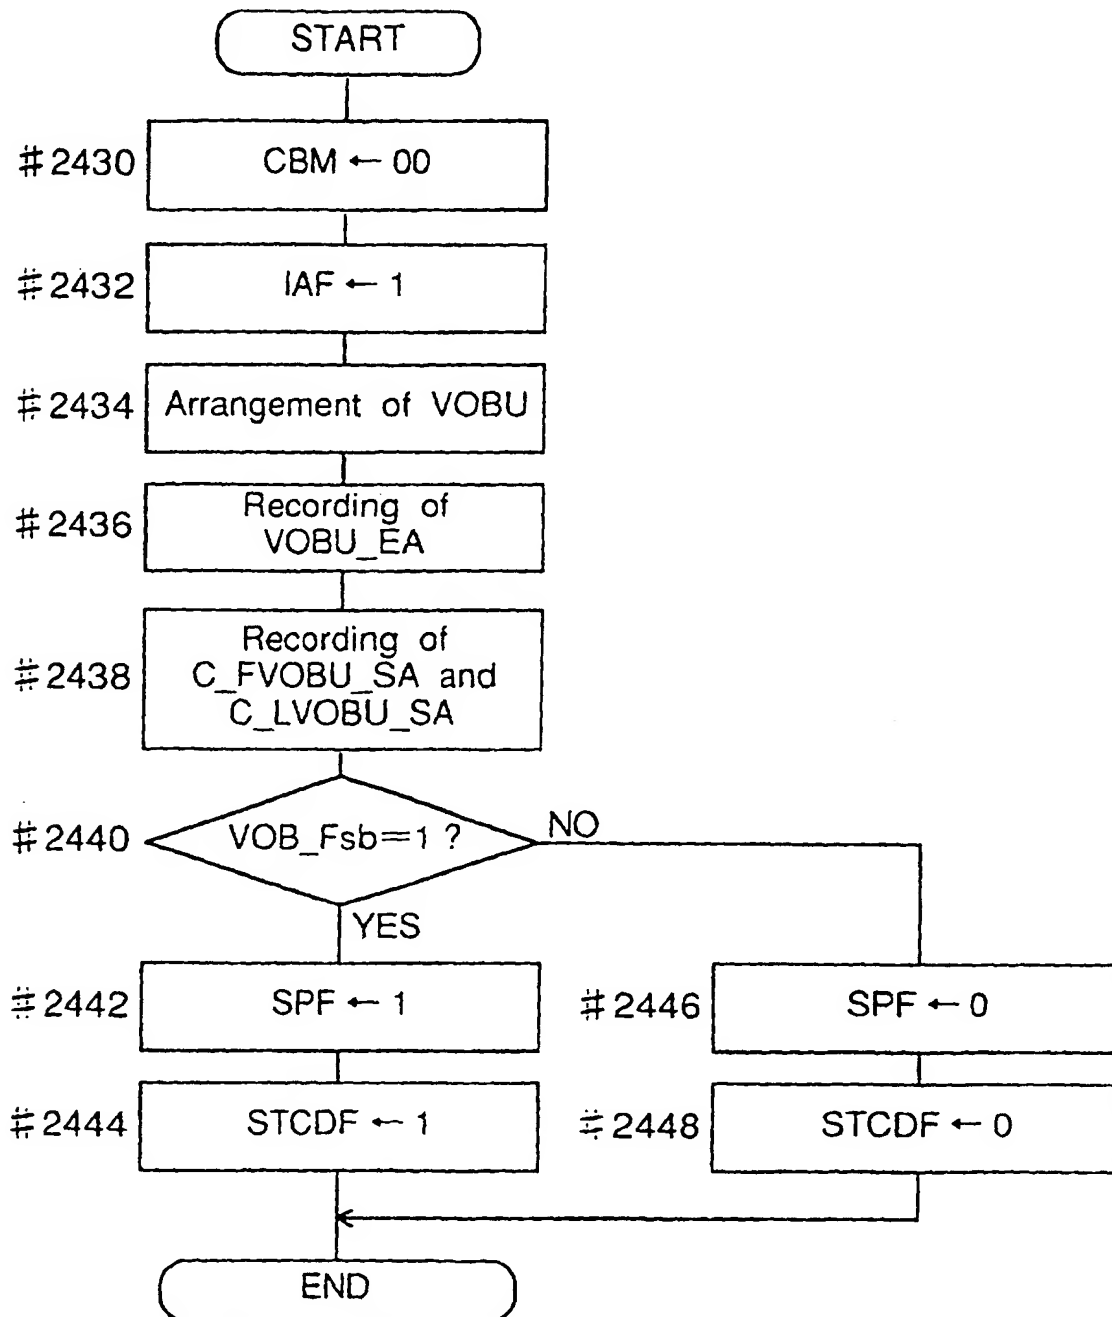 START
#2430
CBM ← 00
#2432
IAF ← 1
#2434
Arrangement of VOBU
#2436
Recording of
VOBU_EA
#2438
Recording of
C_FVOBU_SA and
C_LVOBU_SA
#2440
VOB_Fsb=1 ?
NO
YES
#2442
SPF ← 1
#2446
SPF ← 0
#2444
STCDF ← 1
#2448
STCDF ← 0
END